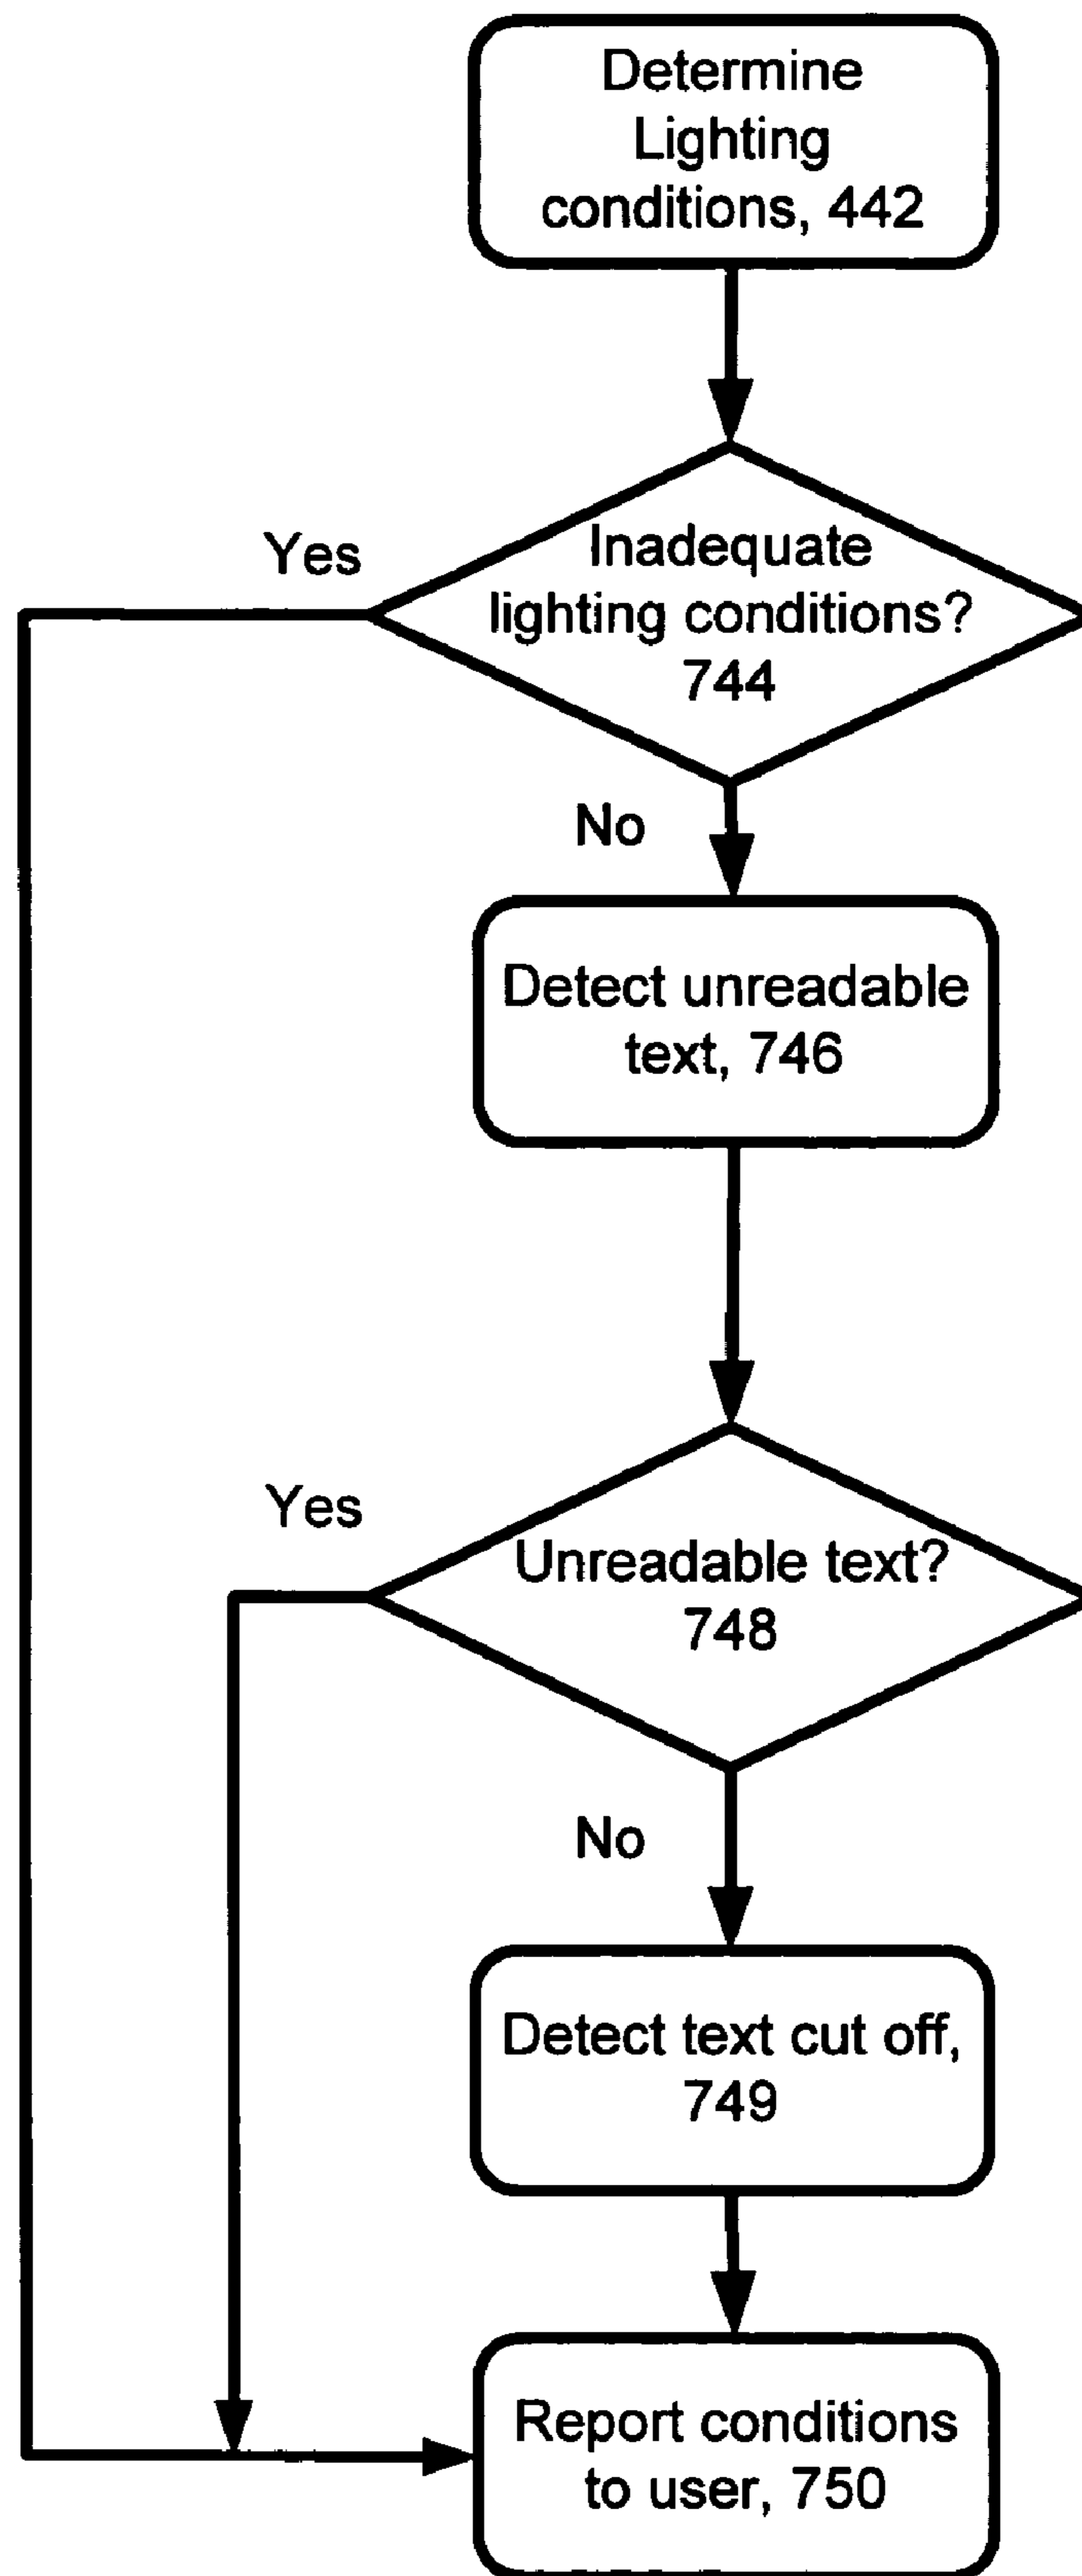 Determine
Lighting
conditions, 442
Yes
Inadequate
lighting conditions?
744
No
Detect unreadable
text, 746
Yes
Unreadable text?
748
No
Detect text cut off,
749
Report conditions
to user, 750